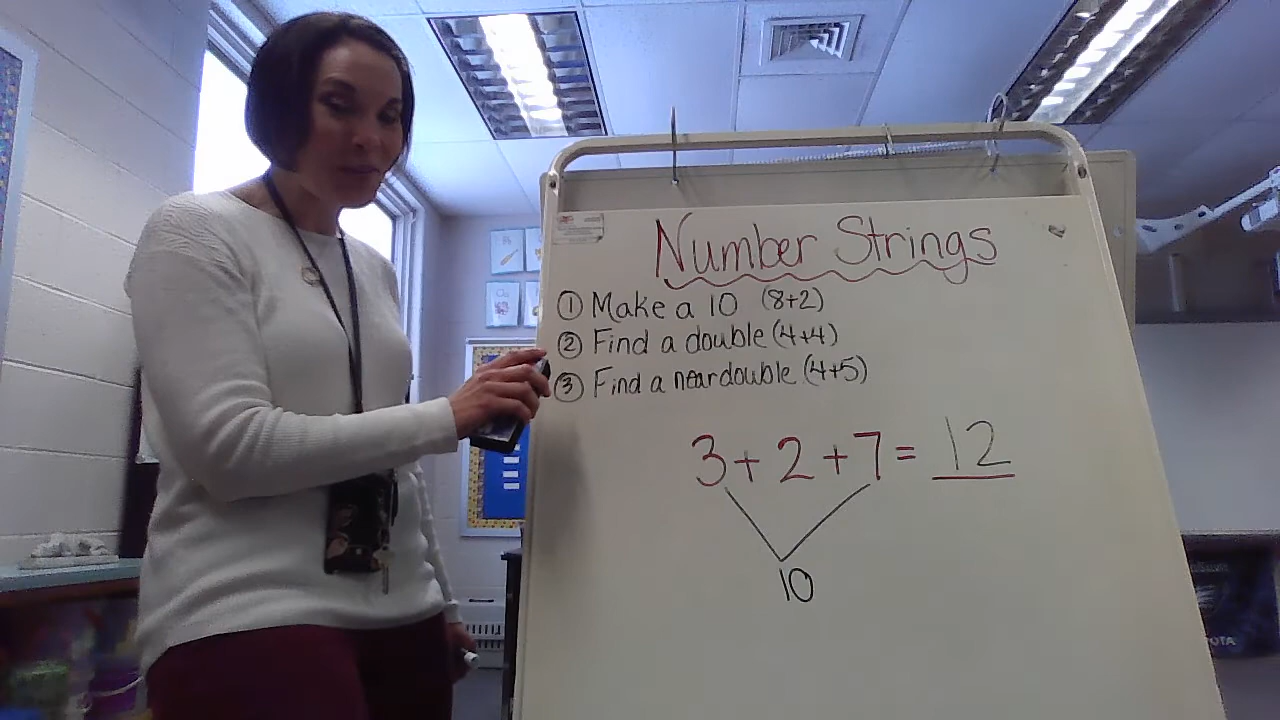 Number Strings
① Make a 10 (8+2)
② Find a double (4+4)
③ Find a near double (4+5)
3 + 2 + 7 = 12
10